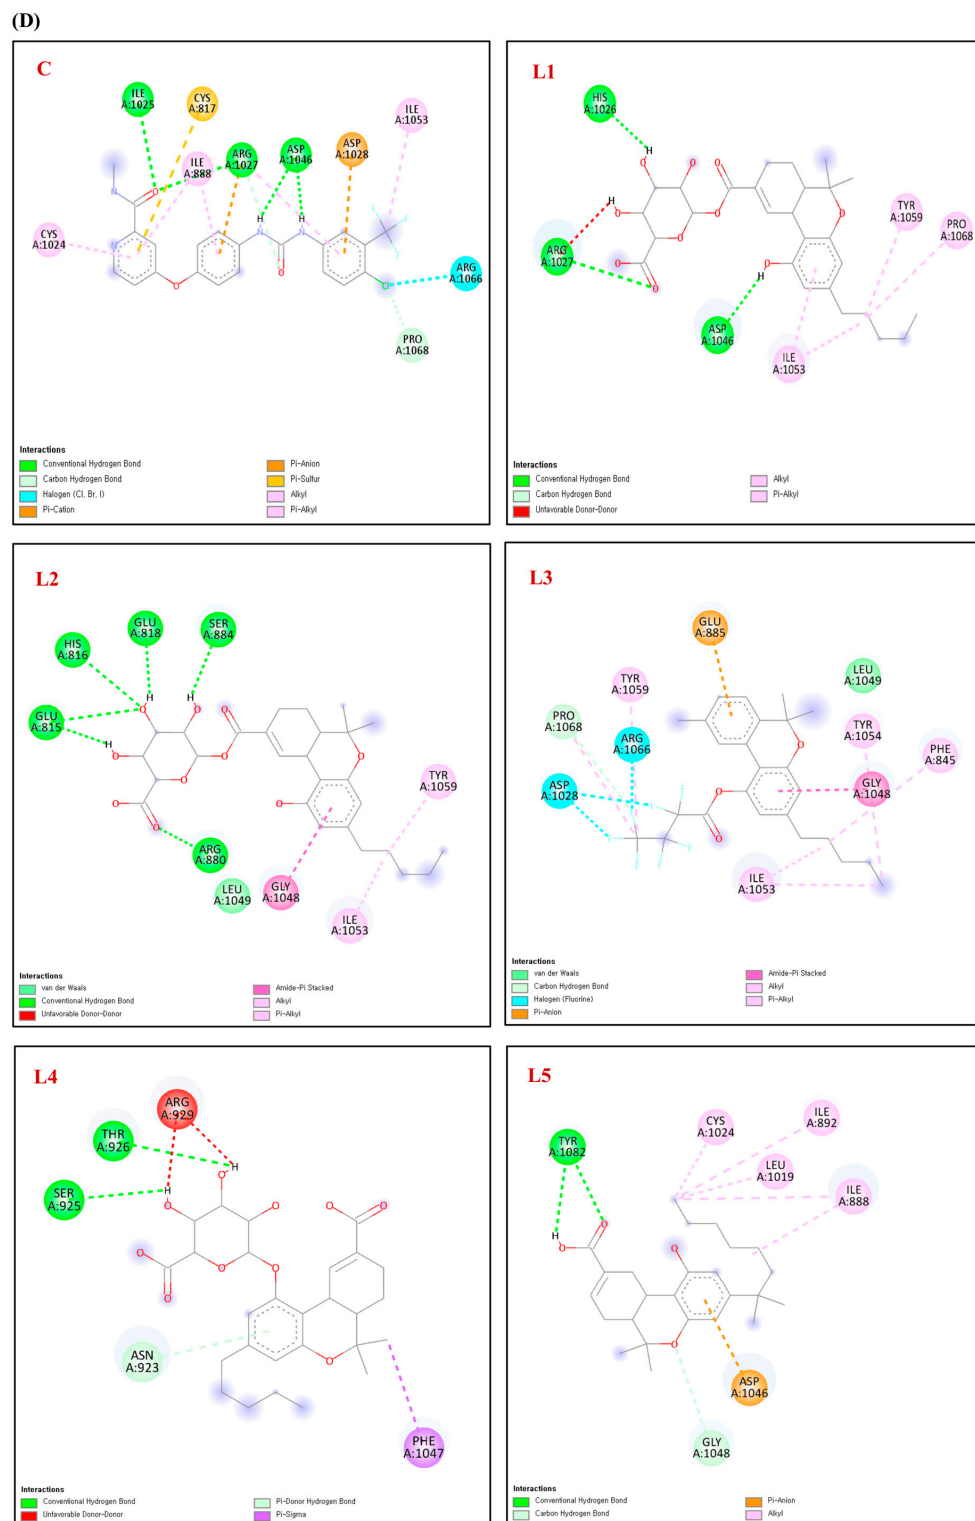 (D)
C
ILE
A:1025
CYS
A:817
ILE
A:1053
ARG
A:1027
ASP
A:1046
ASP
A:1028
ILE
A:888
CYS
A:1024
ARG
A:1066
PRO
A:1068
Interactions
Conventional Hydrogen Bond
Carbon Hydrogen Bond
Halogen (Cl, Br, I)
Pi-Cation
Pi-Anion
Pi-Sulfur
Alkyl
Pi-Alkyl
L1
HIS
A:1026
TYR
A:1059
PRO
A:1068
ARG
A:1027
ASP
A:1046
ILE
A:1053
Interactions
Conventional Hydrogen Bond
Carbon Hydrogen Bond
Unfavorable Donor-Donor
Alkyl
Pi-Alkyl
L2
GLU
A:818
SER
A:884
HIS
A:816
GLU
A:815
TYR
A:1059
ARG
A:880
LEU
A:1049
GLY
A:1048
ILE
A:1053
Interactions
van der Waals
Conventional Hydrogen Bond
Unfavorable Donor-Donor
Amide-Pi Stacked
Alkyl
Pi-Alkyl
L3
GLU
A:885
LEU
A:1049
TYR
A:1059
PRO
A:1068
ARG
A:1066
TYR
A:1054
PHE
A:845
ASP
A:1028
GLY
A:1048
ILE
A:1053
Interactions
van der Waals
Carbon Hydrogen Bond
Halogen (Fluorine)
Pi-Anion
Amide-Pi Stacked
Alkyl
Pi-Alkyl
L4
ARG
A:929
THR
A:926
SER
A:925
ASN
A:923
PHE
A:1047
Interactions
Conventional Hydrogen Bond
Unfavorable Donor-Donor
Pi-Donor Hydrogen Bond
Pi-Sigma
L5
TYR
A:1082
CYS
A:1024
ILE
A:892
LEU
A:1019
ILE
A:888
ASP
A:1046
GLY
A:1048
Interactions
Conventional Hydrogen Bond
Carbon Hydrogen Bond
Pi-Anion
Alkyl